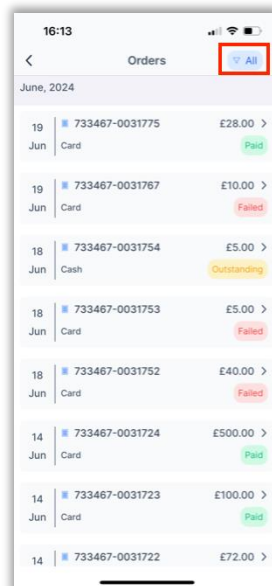 16:13
Orders
All
June, 2024
19 733467-0031775 £28.00
Jun Card Paid
19 733467-0031767 £10.00
Jun Card Failed
18 733467-0031754 £5.00
Jun Cash Outstanding
18 733467-0031753 £5.00
Jun Card Failed
18 733467-0031752 £40.00
Jun Card Failed
14 733467-0031724 £500.00
Jun Card Paid
14 733467-0031723 £100.00
Jun Card Paid
14 733467-0031722 £72.00